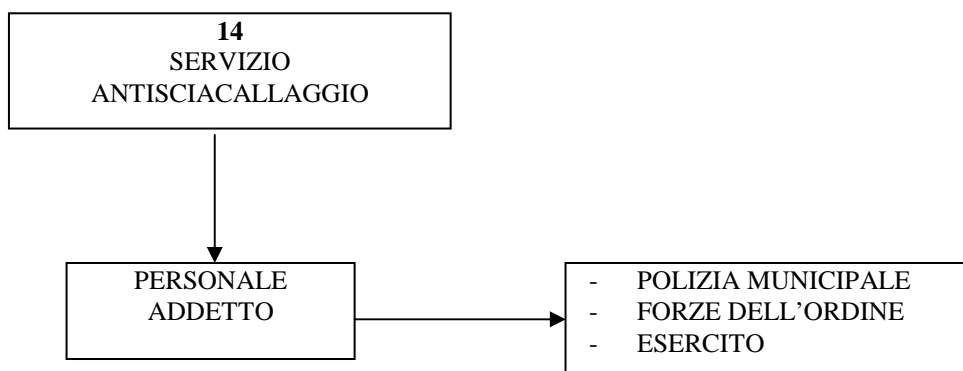 14
SERVIZIO
ANTISCIACALLAGGIO
PERSONALE
ADDETTO
- POLIZIA MUNICIPALE
- FORZE DELL’ORDINE
- ESERCITO